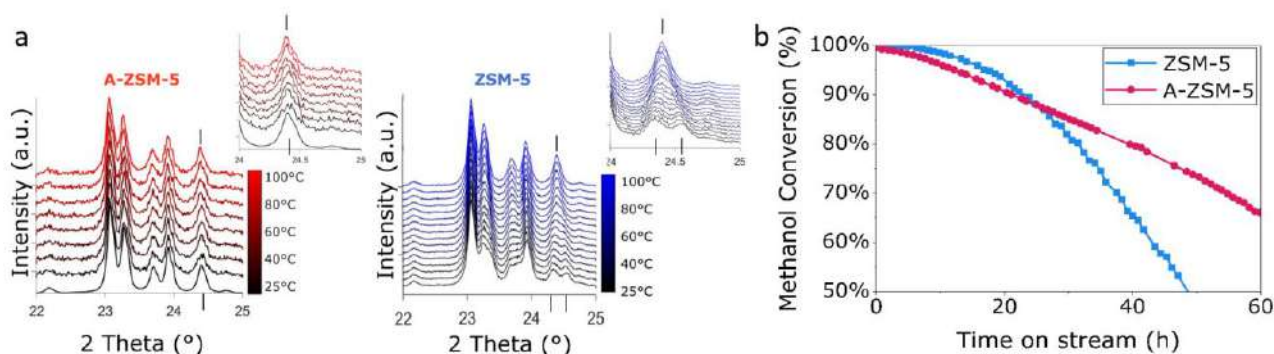 a
A-ZSM-5
Intensity (a.u.)
100°C
80°C
60°C
40°C
25°C
22 23 24 25
2 Theta (°)
24 24.5 25
ZSM-5
Intensity (a.u.)
100°C
80°C
60°C
40°C
25°C
22 23 24 25
2 Theta (°)
24 24.5 25
b
Methanol Conversion (%)
100%
90%
80%
70%
60%
50%
ZSM-5
A-ZSM-5
0 20 40 60
Time on stream (h)